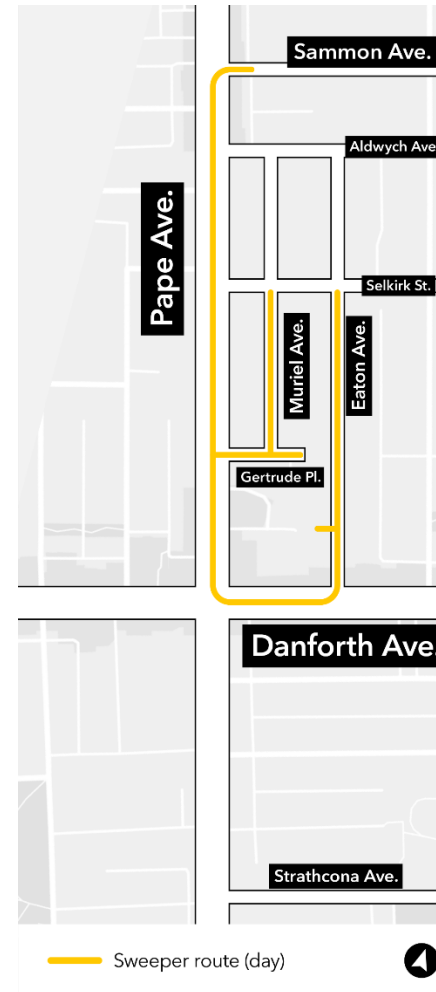 Sammon Ave.
Aldwych Ave
Pape Ave.
Selkirk St.
Muriel Ave.
Eaton Ave.
Gertrude Pl.
Danforth Ave.
Strathcona Ave.
Sweeper route (day)